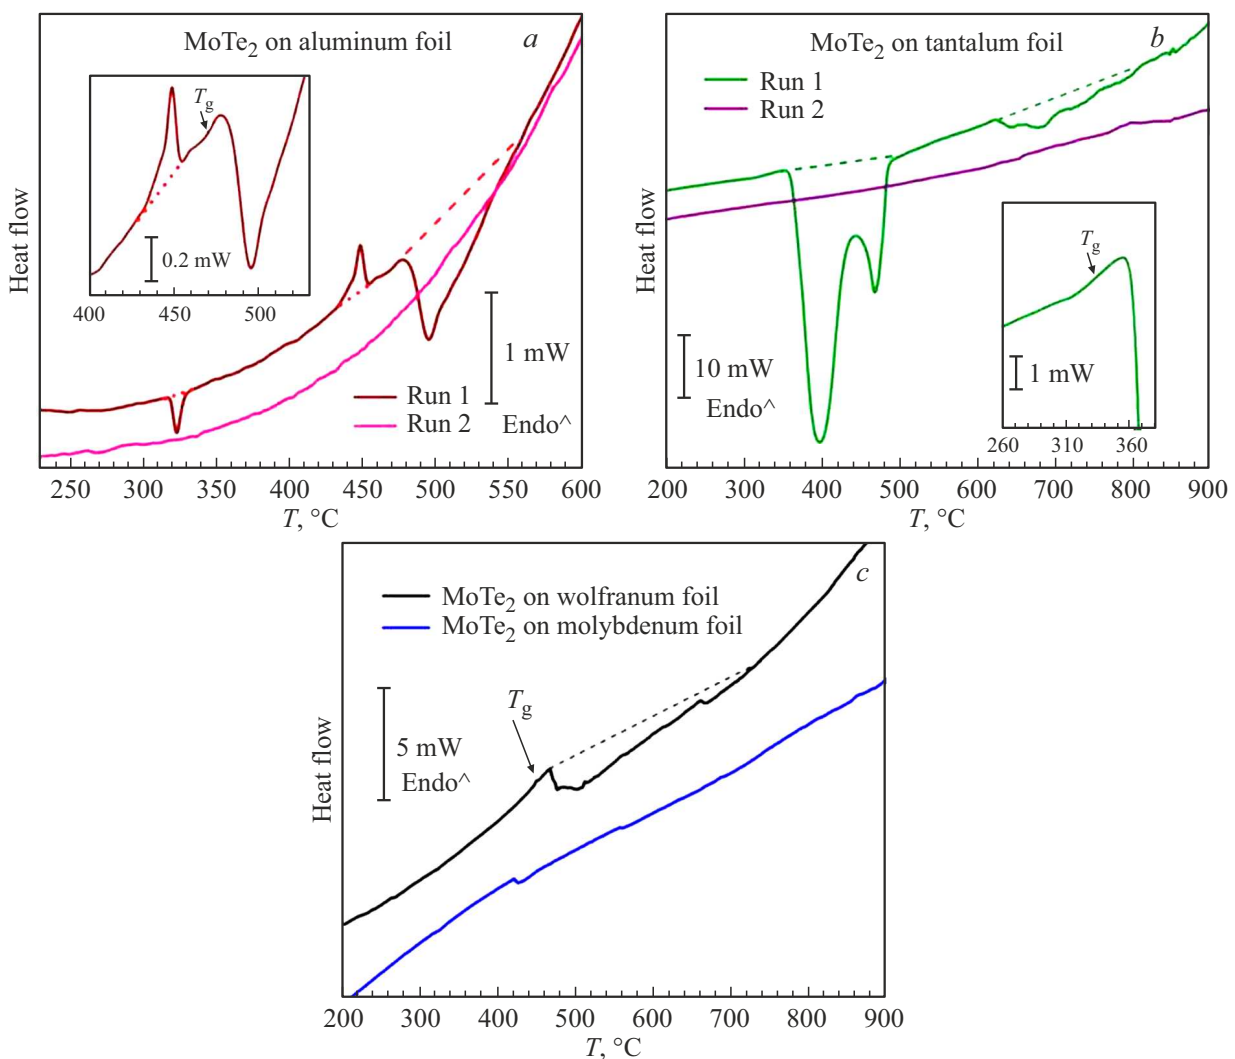 MoTe2 on aluminum foil
a
Tg
0.2 mW
400 450 500
Heat flow
1 mW
Endo^
Run 1
Run 2
250 300 350 400 450 500 550 600
T, °C
MoTe2 on tantalum foil
b
Run 1
Run 2
Heat flow
10 mW
Endo^
Tg
1 mW
260 310 360
200 300 400 500 600 700 800 900
T, °C
c
MoTe2 on wolfranum foil
MoTe2 on molybdenum foil
Tg
5 mW
Endo^
Heat flow
200 300 400 500 600 700 800 900
T, °C